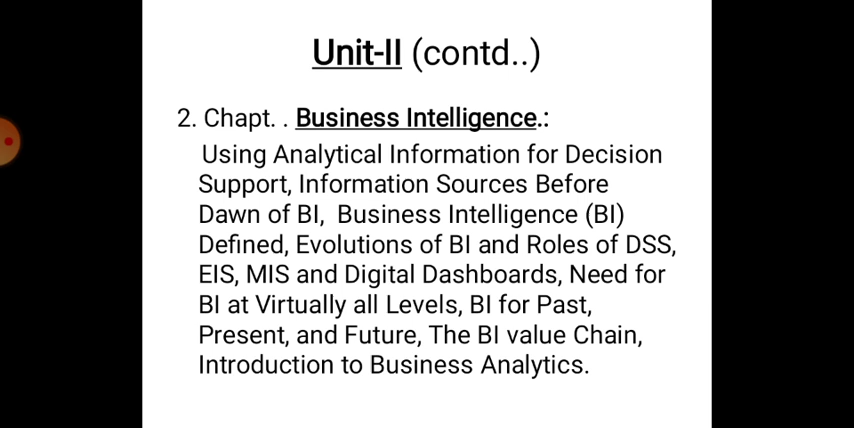 Unit-II (contd..)
2. Chapt. . Business Intelligence.:
Using Analytical Information for Decision
Support, Information Sources Before
Dawn of BI,  Business Intelligence (BI)
Defined, Evolutions of BI and Roles of DSS,
EIS, MIS and Digital Dashboards, Need for
BI at Virtually all Levels, BI for Past,
Present, and Future, The BI value Chain,
Introduction to Business Analytics.